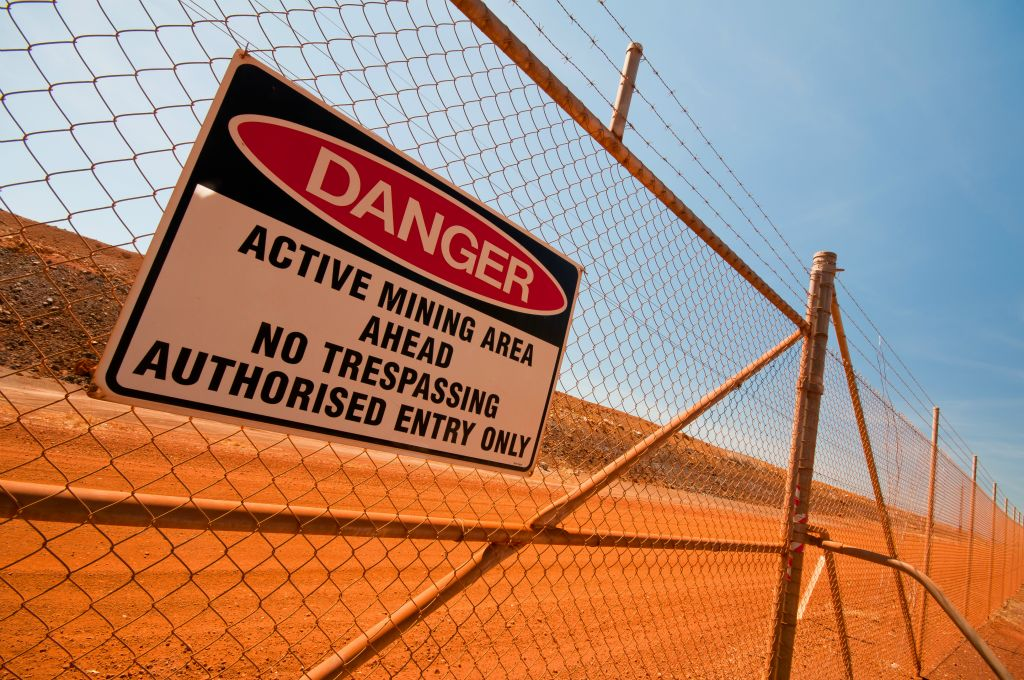 DANGER
ACTIVE MINING AREA
AHEAD
NO TRESPASSING
AUTHORISED ENTRY ONLY